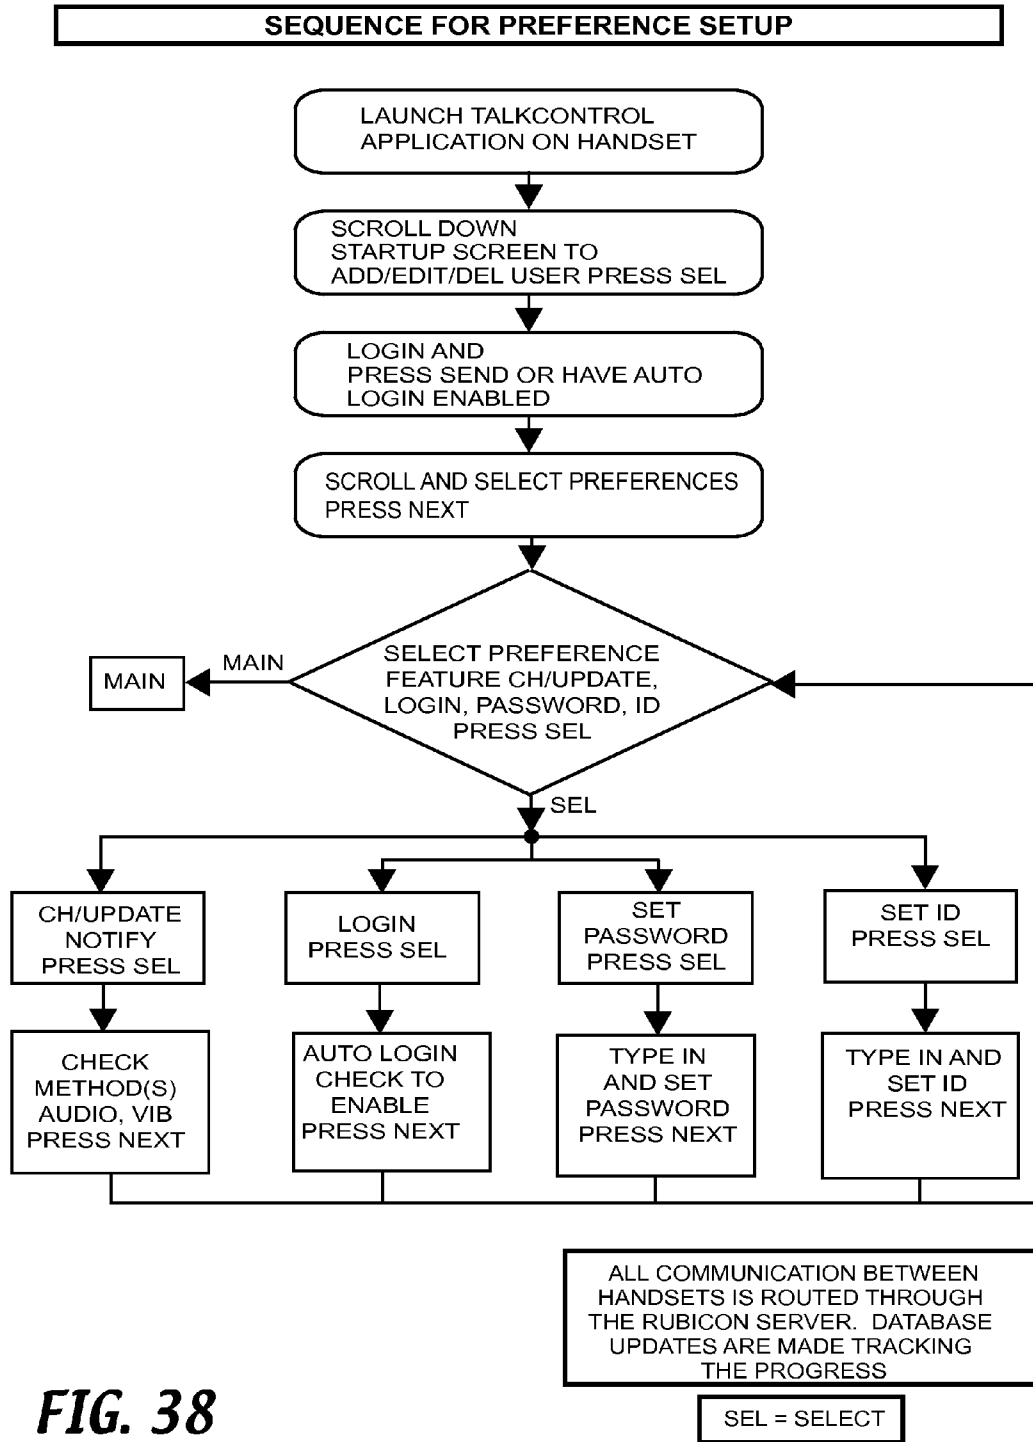 SEQUENCE FOR PREFERENCE SETUP
LAUNCH TALKCONTROL
APPLICATION ON HANDSET
SCROLL DOWN
STARTUP SCREEN TO
ADD/EDIT/DEL USER PRESS SEL
LOGIN AND
PRESS SEND OR HAVE AUTO
LOGIN ENABLED
SCROLL AND SELECT PREFERENCES
PRESS NEXT
MAIN
MAIN
SELECT PREFERENCE
FEATURE CH/UPDATE,
LOGIN, PASSWORD, ID
PRESS SEL
SEL
CH/UPDATE
NOTIFY
PRESS SEL
LOGIN
PRESS SEL
SET
PASSWORD
PRESS SEL
SET ID
PRESS SEL
CHECK
METHOD(S)
AUDIO, VIB
PRESS NEXT
AUTO LOGIN
CHECK TO
ENABLE
PRESS NEXT
TYPE IN
AND SET
PASSWORD
PRESS NEXT
TYPE IN AND
SET ID
PRESS NEXT
ALL COMMUNICATION BETWEEN
HANDSETS IS ROUTED THROUGH
THE RUBICON SERVER. DATABASE
UPDATES ARE MADE TRACKING
THE PROGRESS
FIG. 38
SEL = SELECT